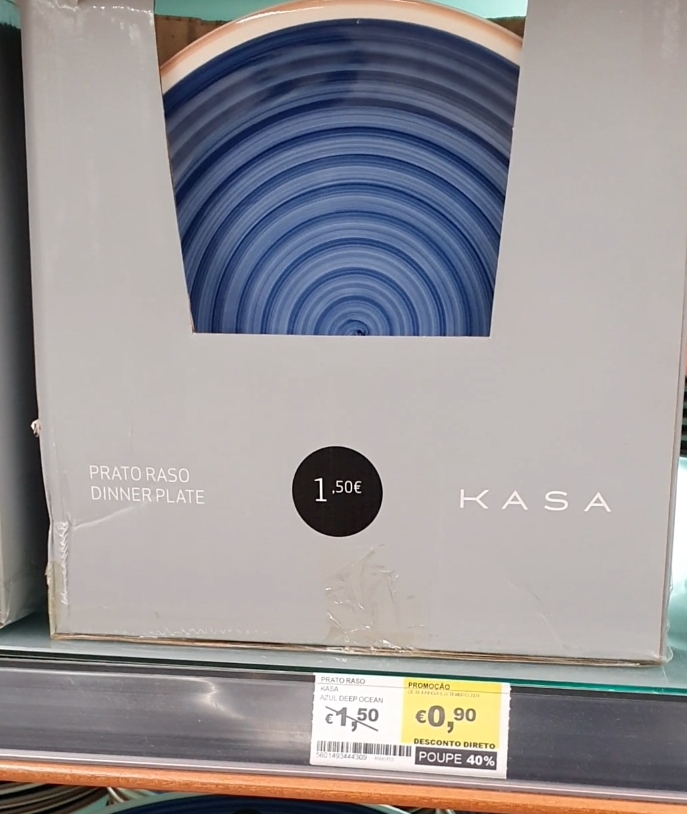 PRATO RASO
DINNER PLATE
1,50€
KASA
PRATO RASO
KASA
AZUL DEEP OCEAN
€1,50
PROMOÇÃO
€0,90
DESCONTO DIRETO
POUPE 40%